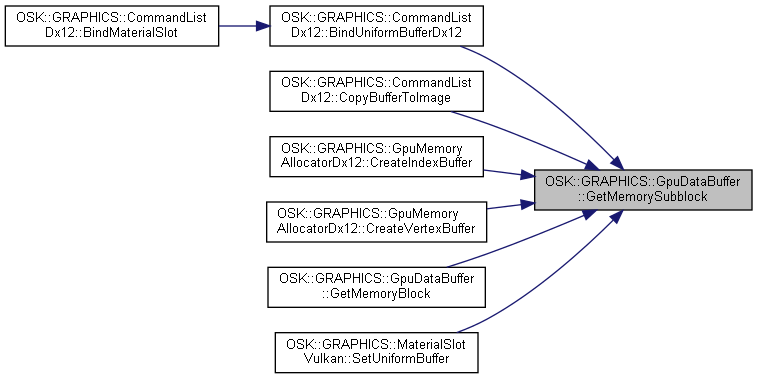 OSK::GRAPHICS::CommandList
Dx12::BindMaterialSlot
OSK::GRAPHICS::CommandList
Dx12::BindUniformBufferDx12
OSK::GRAPHICS::CommandList
Dx12::CopyBufferToImage
OSK::GRAPHICS::GpuMemory
AllocatorDx12::CreateIndexBuffer
OSK::GRAPHICS::GpuMemory
AllocatorDx12::CreateVertexBuffer
OSK::GRAPHICS::GpuDataBuffer
::GetMemoryBlock
OSK::GRAPHICS::MaterialSlot
Vulkan::SetUniformBuffer
OSK::GRAPHICS::GpuDataBuffer
::GetMemorySubblock